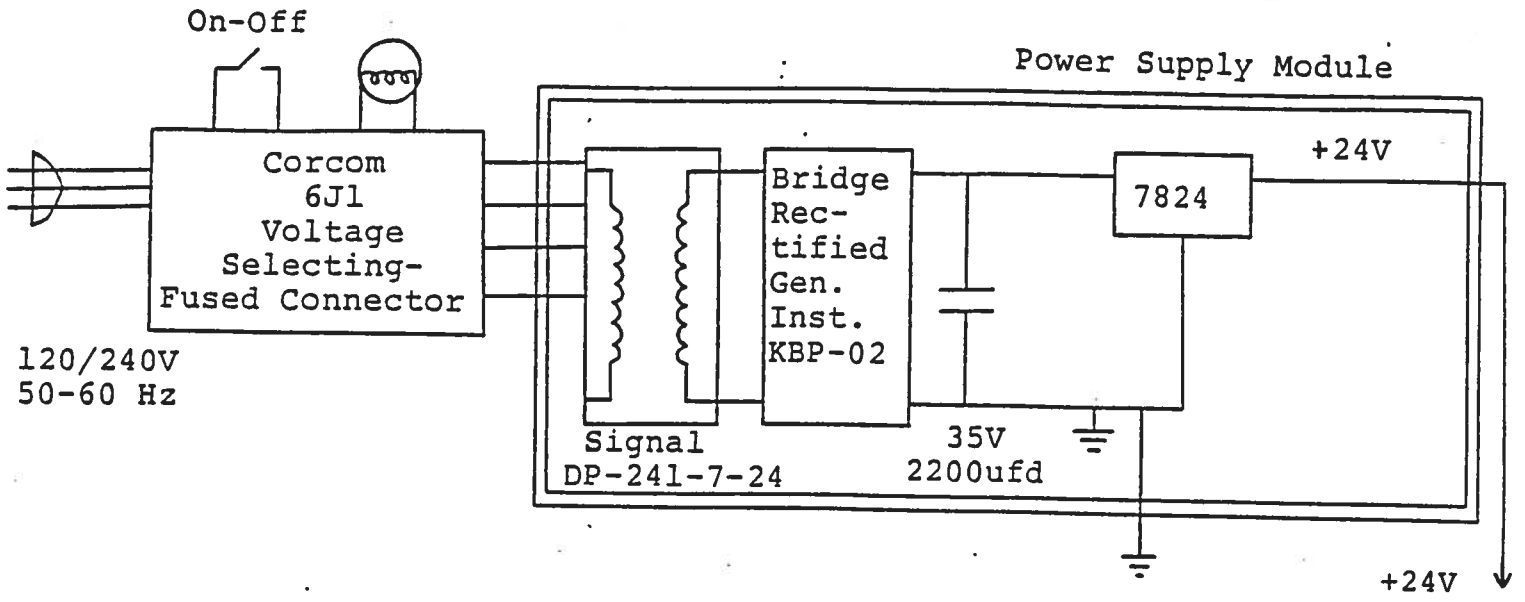 On-Off
Power Supply Module
Corcom
6J1
Voltage
Selecting-
Fused Connector
120/240V
50-60 Hz
Bridge
Rec-
tified
Gen.
Inst.
KBP-02
7824
+24V
Signal
DP-241-7-24
35V
2200ufd
+24V